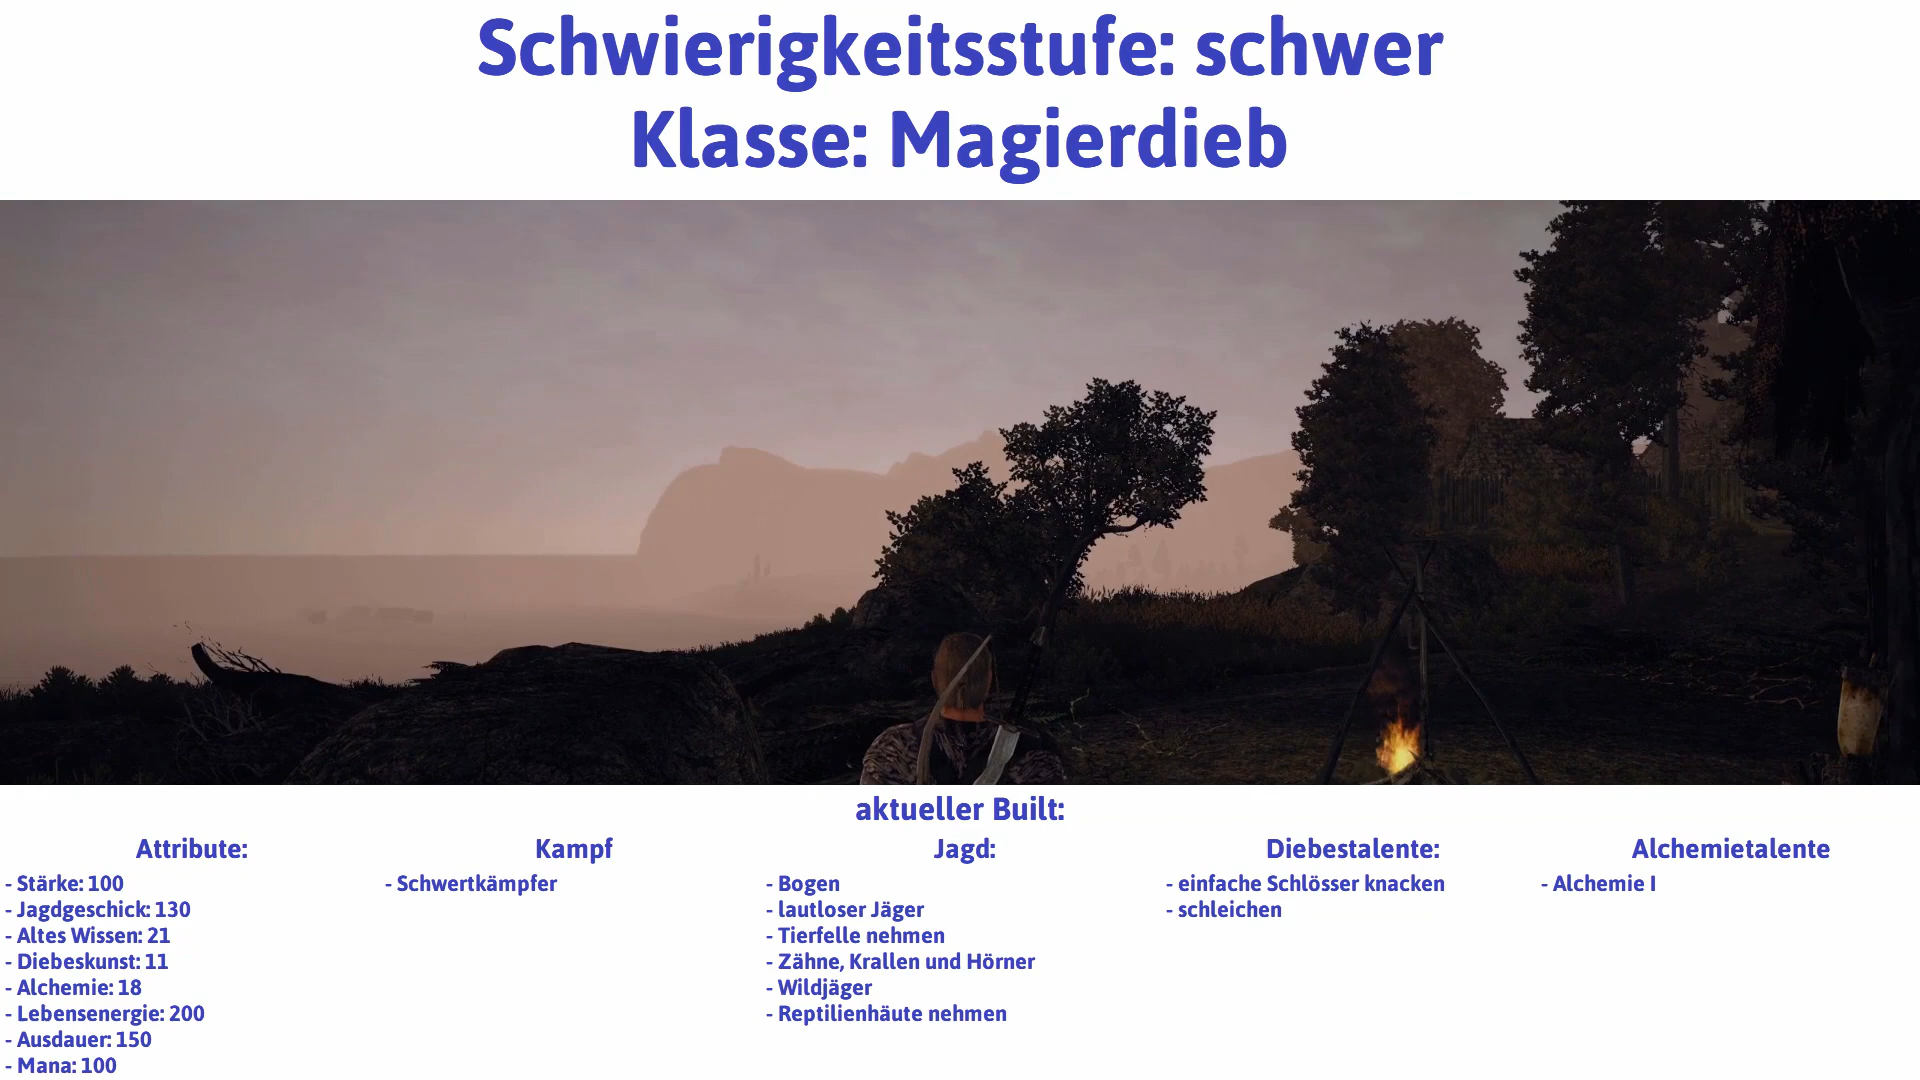 Schwierigkeitsstufe: schwer
Klasse: Magierdieb
aktueller Built:
Attribute:
- Stärke: 100
- Jagdgeschick: 130
- Altes Wissen: 21
- Diebeskunst: 11
- Alchemie: 18
- Lebensenergie: 200
- Ausdauer: 150
- Mana: 100
Kampf
- Schwertkämpfer
Jagd:
- Bogen
- lautloser Jäger
- Tierfelle nehmen
- Zähne, Krallen und Hörner
- Wildjäger
- Reptilienhäute nehmen
Diebestalente:
- einfache Schlösser knacken
- schleichen
Alchemietalente
- Alchemie I